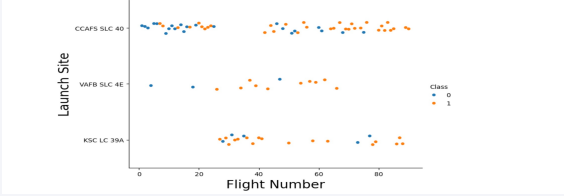 CCAFS SLC 40
VAFB SLC 4E
KSC LC 39A
Launch Site
0 20 40 60 80
Flight Number
Class
0
1